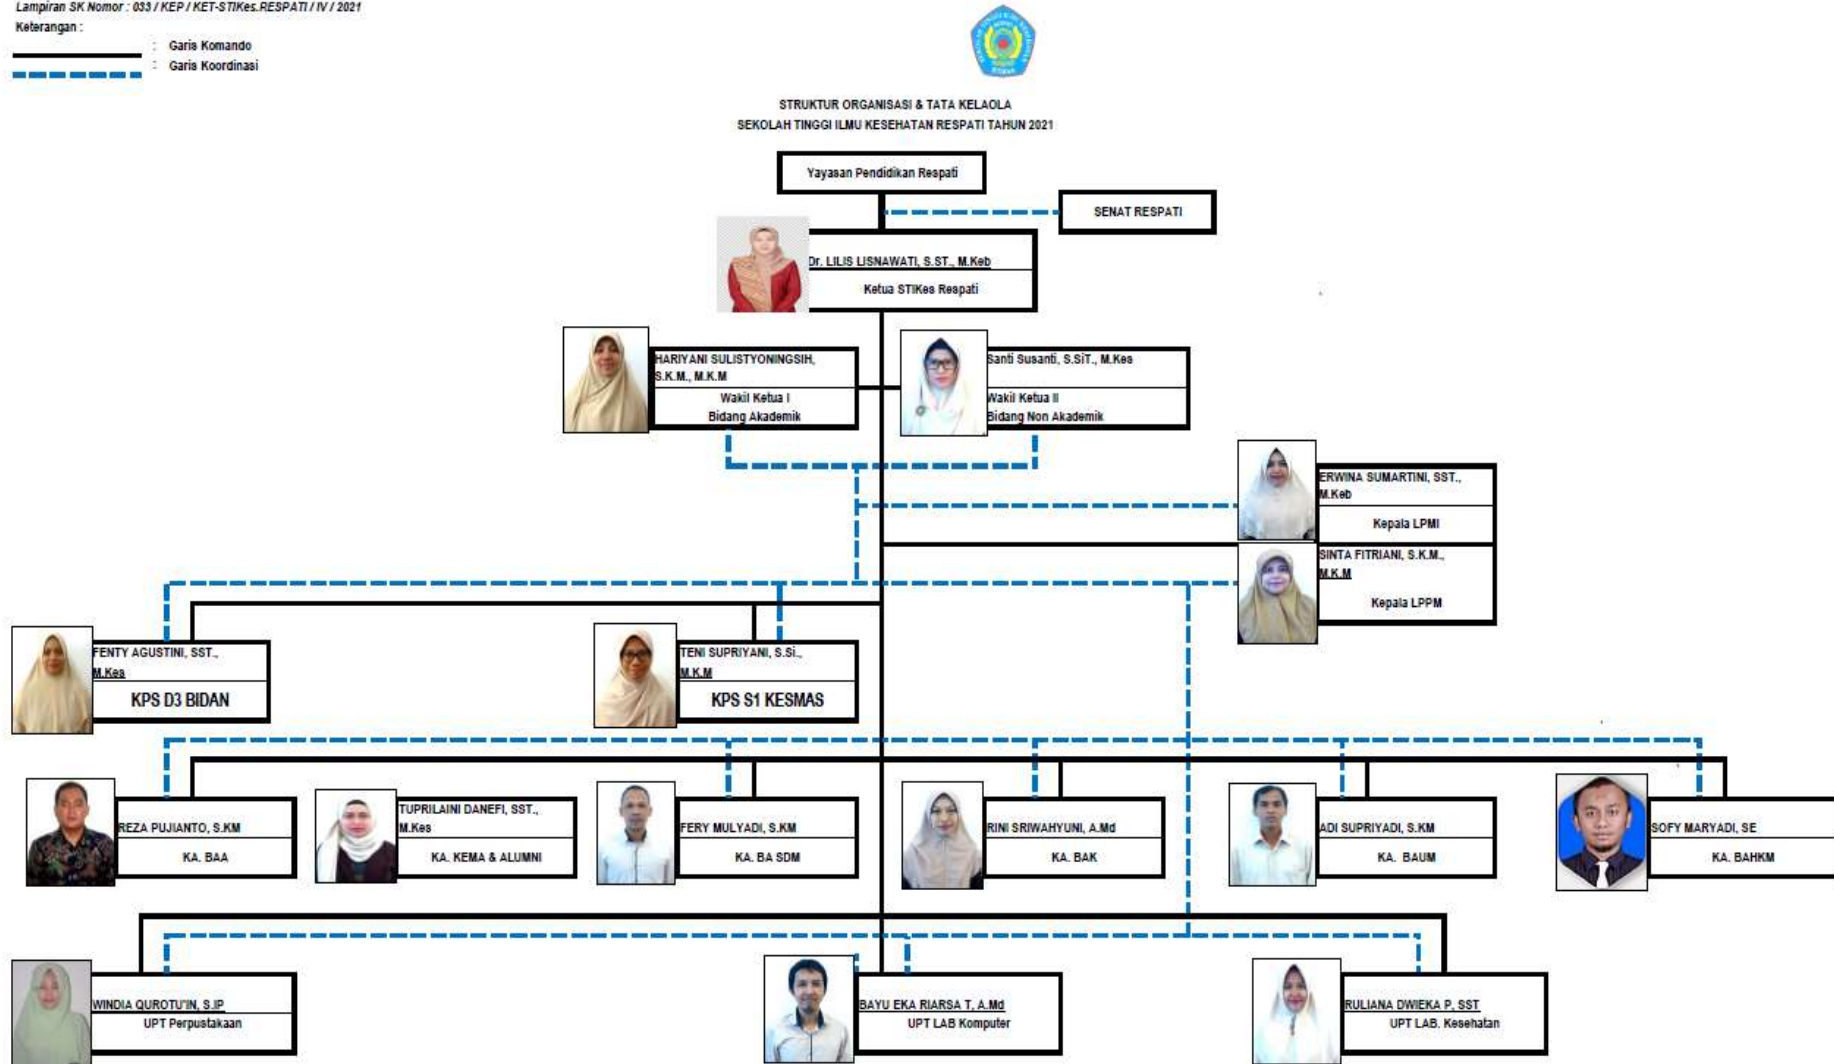 Lampiran SK Nomor : 033 / KEP / KET-STIKes.RESPATI / IV / 2021
Keterangan :
: Garis Komando
: Garis Koordinasi
STRUKTUR ORGANISASI & TATA KELAOLA
SEKOLAH TINGGI ILMU KESEHATAN RESPATI TAHUN 2021
Yayasan Pendidikan Respati
SENAT RESPATI
Dr. LILIS LISNAWATI, S.ST., M.Keb
Ketua STIKes Respati
HARIYANI SULISTYONINGSIH,
S.K.M., M.K.M
Wakil Ketua I
Bidang Akademik
Santi Susanti, S.SiT., M.Kes
Wakil Ketua II
Bidang Non Akademik
ERWINA SUMARTINI, SST.,
M.Keb
Kepala LPMI
SINTA FITRIANI, S.K.M.,
M.K.M
Kepala LPPM
FENTY AGUSTINI, SST.,
M.Kes
KPS D3 BIDAN
TENI SUPRIYANI, S.Si.,
M.K.M
KPS S1 KESMAS
REZA PUJIANTO, S.KM
KA. BAA
TUPRILAINI DANEFI, SST.,
M.Kes
KA. KEMA & ALUMNI
FERY MULYADI, S.KM
KA. BA SDM
RINI SRIWAHYUNI, A.Md
KA. BAK
ADI SUPRIYADI, S.KM
KA. BAUM
SOFY MARYADI, SE
KA. BAHKM
WINDIA QUROTU'IN, S.IP
UPT Perpustakaan
BAYU EKA RIARSA T, A.Md
UPT LAB Komputer
RULIANA DWIEKA P, SST
UPT LAB. Kesehatan